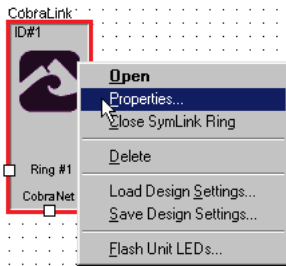 CobraLink
ID#1
Open
Properties...
Close SymLink Ring
Delete
Ring #1
CobraNet
Load Design Settings...
Save Design Settings...
Flash Unit LEDs...